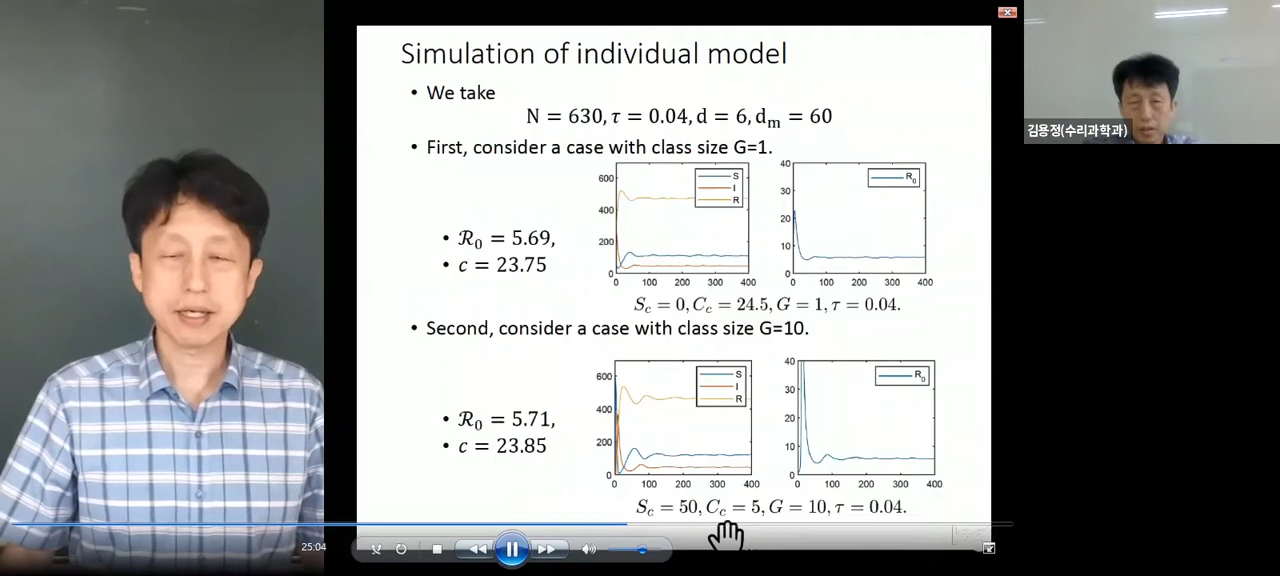 Simulation of individual model
• We take
N = 630, τ = 0.04, d = 6, dₘ = 60
• First, consider a case with class size G=1.
• ℛ₀ = 5.69,
• c = 23.75
600
400
200
0
0 100 200 300 400
S
I
R
40
30
20
10
0
0 100 200 300 400
R₀
S_c = 0, C_c = 24.5, G = 1, τ = 0.04.
• Second, consider a case with class size G=10.
• ℛ₀ = 5.71,
• c = 23.85
600
400
200
0
0 100 200 300 400
S
I
R
40
30
20
10
0
0 100 200 300 400
R₀
S_c = 50, C_c = 5, G = 10, τ = 0.04.
김용정(수리과학과)
25:04